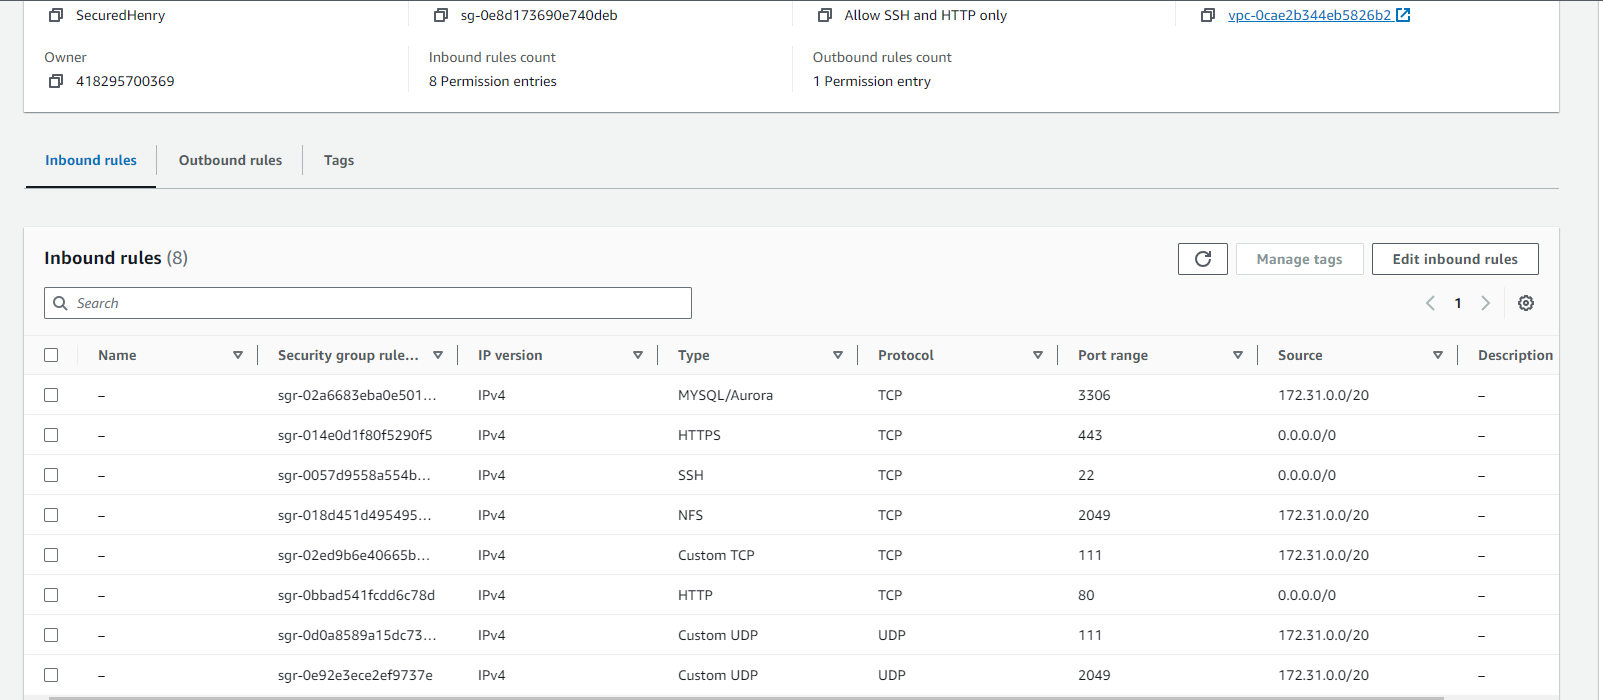 SecuredHenry sg-0e8d173690e740deb Allow SSH and HTTP only vpc-0cae2b344eb5826b2
Owner Inbound rules count Outbound rules count
418295700369 8 Permission entries 1 Permission entry
Inbound rules Outbound rules Tags
Inbound rules (8)
Manage tags Edit inbound rules
Search
1
Name Security group rule... IP version Type Protocol Port range Source Description
– sgr-02a6683eba0e501... IPv4 MYSQL/Aurora TCP 3306 172.31.0.0/20 –
– sgr-014e0d1f80f5290f5 IPv4 HTTPS TCP 443 0.0.0.0/0 –
– sgr-0057d9558a554b... IPv4 SSH TCP 22 0.0.0.0/0 –
– sgr-018d451d495495... IPv4 NFS TCP 2049 172.31.0.0/20 –
– sgr-02ed9b6e40665b... IPv4 Custom TCP TCP 111 172.31.0.0/20 –
– sgr-0bbad541fcdd6c78d IPv4 HTTP TCP 80 0.0.0.0/0 –
– sgr-0d0a8589a15dc73... IPv4 Custom UDP UDP 111 172.31.0.0/20 –
– sgr-0e92e3ece2ef9737e IPv4 Custom UDP UDP 2049 172.31.0.0/20 –